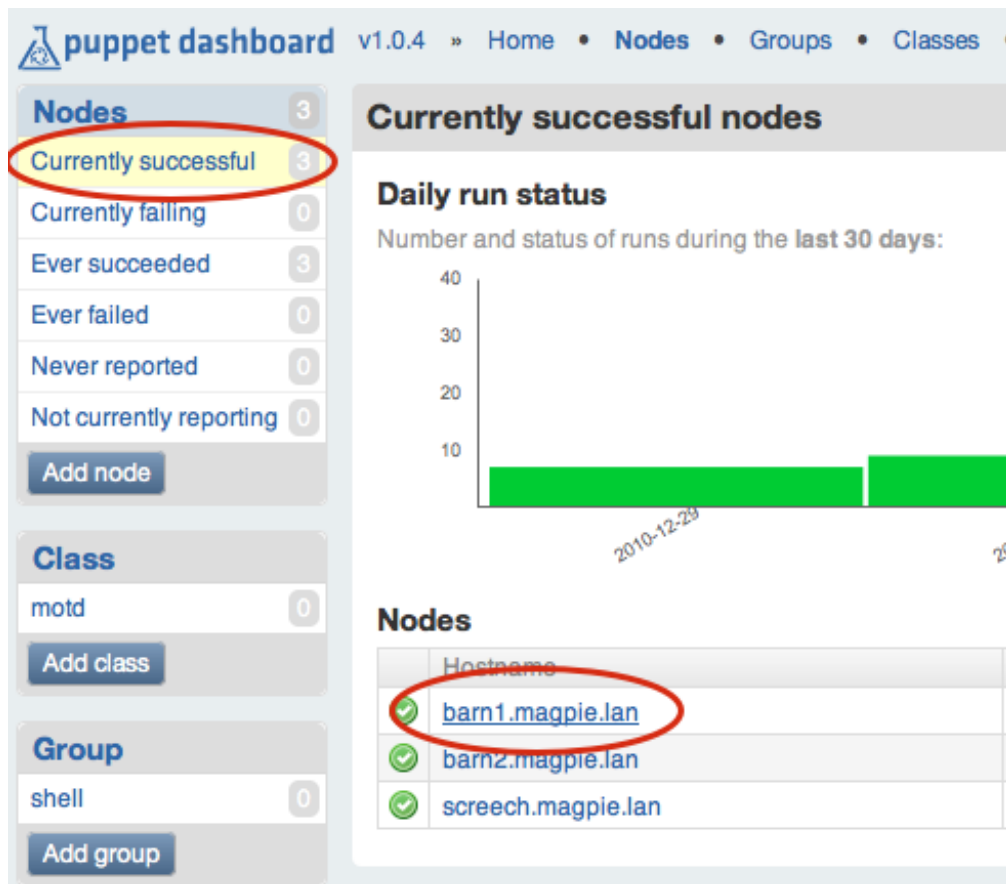 puppet dashboard v1.0.4 » Home • Nodes • Groups • Classes
Nodes 3
Currently successful 3
Currently failing 0
Ever succeeded 3
Ever failed 0
Never reported 0
Not currently reporting 0
Add node
Class
motd 0
Add class
Group
shell 0
Add group
Currently successful nodes
Daily run status
Number and status of runs during the last 30 days:
40
30
20
10
2010-12-29
Nodes
Hostname
barn1.magpie.lan
barn2.magpie.lan
screech.magpie.lan